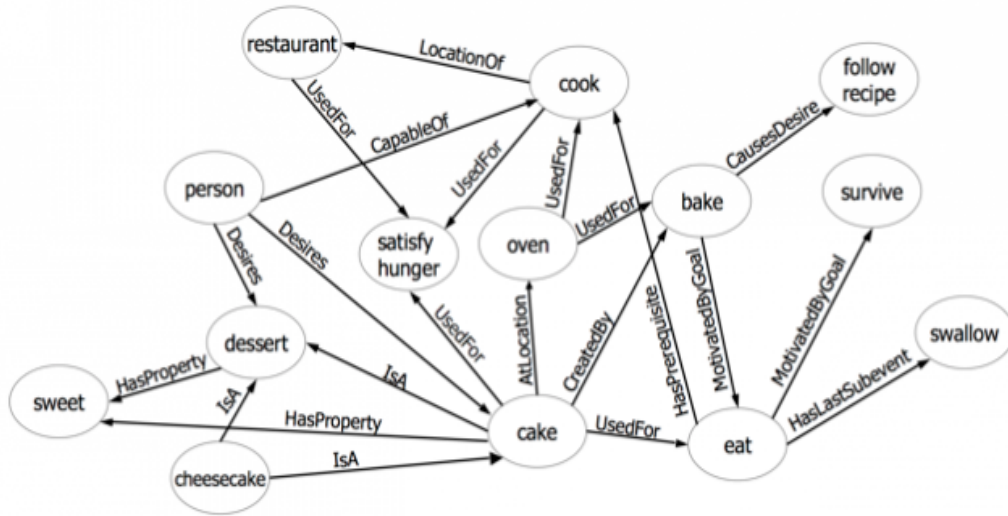 restaurant
LocationOf
cook
follow
recipe
UsedFor
CapableOf
CausesDesire
person
UsedFor
UsedFor
UsedFor
bake
survive
Desires
Desires
satisfy
hunger
oven
MotivatedByGoal
MotivatedByGoal
HasPrerequisite
dessert
UsedFor
AtLocation
CreatedBy
swallow
HasProperty
IsA
HasLastSubevent
sweet
IsA
HasProperty
cake
UsedFor
eat
cheesecake
IsA